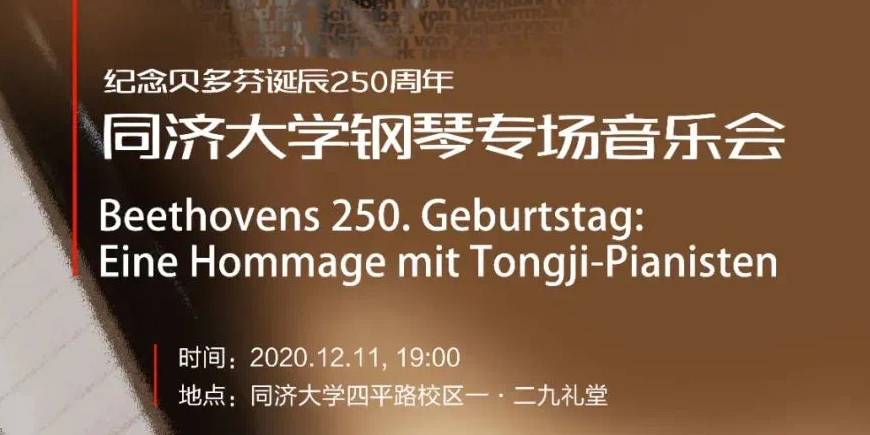 纪念贝多芬诞辰250周年
同济大学钢琴专场音乐会
Beethovens 250. Geburtstag:
Eine Hommage mit Tongji-Pianisten
时间：2020.12.11, 19:00
地点：同济大学四平路校区一·二九礼堂